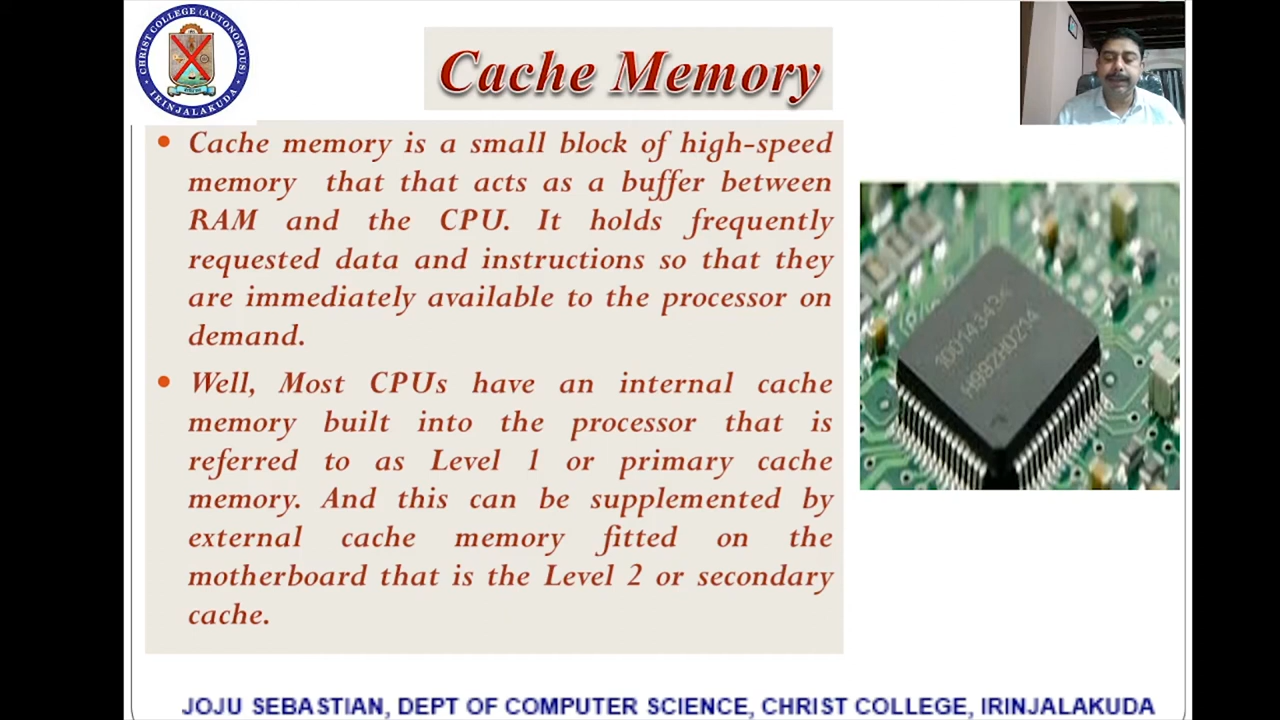 CHRIST COLLEGE (AUTONOMOUS)
IRINJALAKUDA
Cache Memory
• Cache memory is a small block of high-speed
memory that that acts as a buffer between
RAM and the CPU. It holds frequently
requested data and instructions so that they
are immediately available to the processor on
demand.
• Well, Most CPUs have an internal cache
memory built into the processor that is
referred to as Level 1 or primary cache
memory. And this can be supplemented by
external cache memory fitted on the
motherboard that is the Level 2 or secondary
cache.
JOJU SEBASTIAN, DEPT OF COMPUTER SCIENCE, CHRIST COLLEGE, IRINJALAKUDA